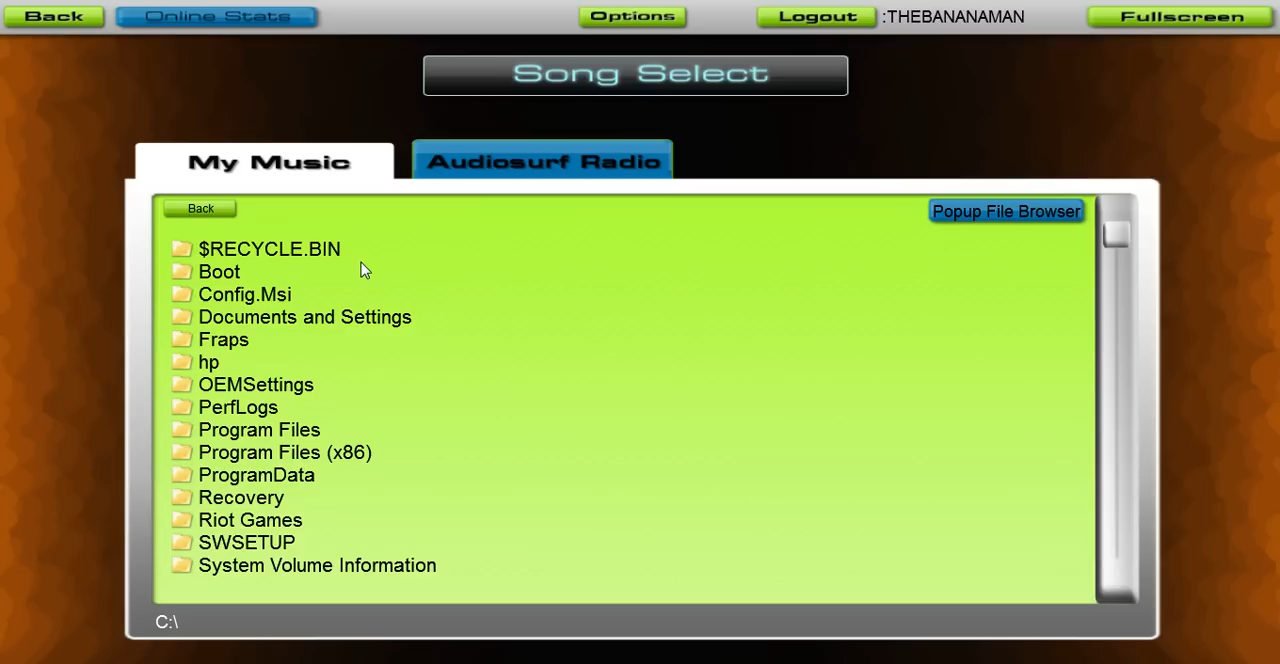 Back Online Stats Options Logout :THEBANANAMAN Fullscreen
Song Select
My Music Audiosurf Radio
Back Popup File Browser
$RECYCLE.BIN
Boot
Config.Msi
Documents and Settings
Fraps
hp
OEMSettings
PerfLogs
Program Files
Program Files (x86)
ProgramData
Recovery
Riot Games
SWSETUP
System Volume Information
C:\